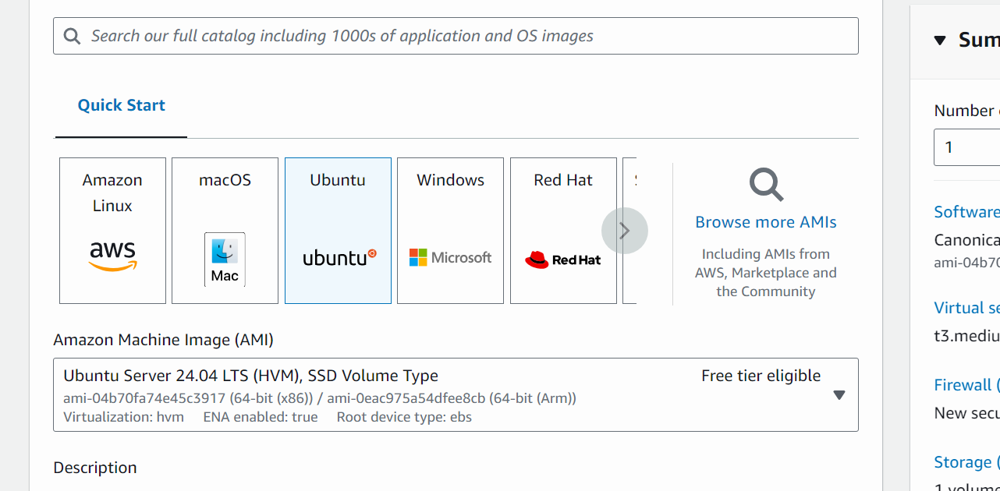 Search our full catalog including 1000s of application and OS images
Quick Start
Amazon
Linux
aws
macOS
Mac
Ubuntu
ubuntu
Windows
Microsoft
Red Hat
Red Hat
Browse more AMIs
Including AMIs from
AWS, Marketplace and
the Community
Amazon Machine Image (AMI)
Ubuntu Server 24.04 LTS (HVM), SSD Volume Type
Free tier eligible
ami-04b70fa74e45c3917 (64-bit (x86)) / ami-0eac975a54dfee8cb (64-bit (Arm))
Virtualization: hvm ENA enabled: true Root device type: ebs
Description
Sum
Number
1
Software
Canonica
ami-04b70
Virtual se
t3.mediu
Firewall (
New secu
Storage (
1 volume